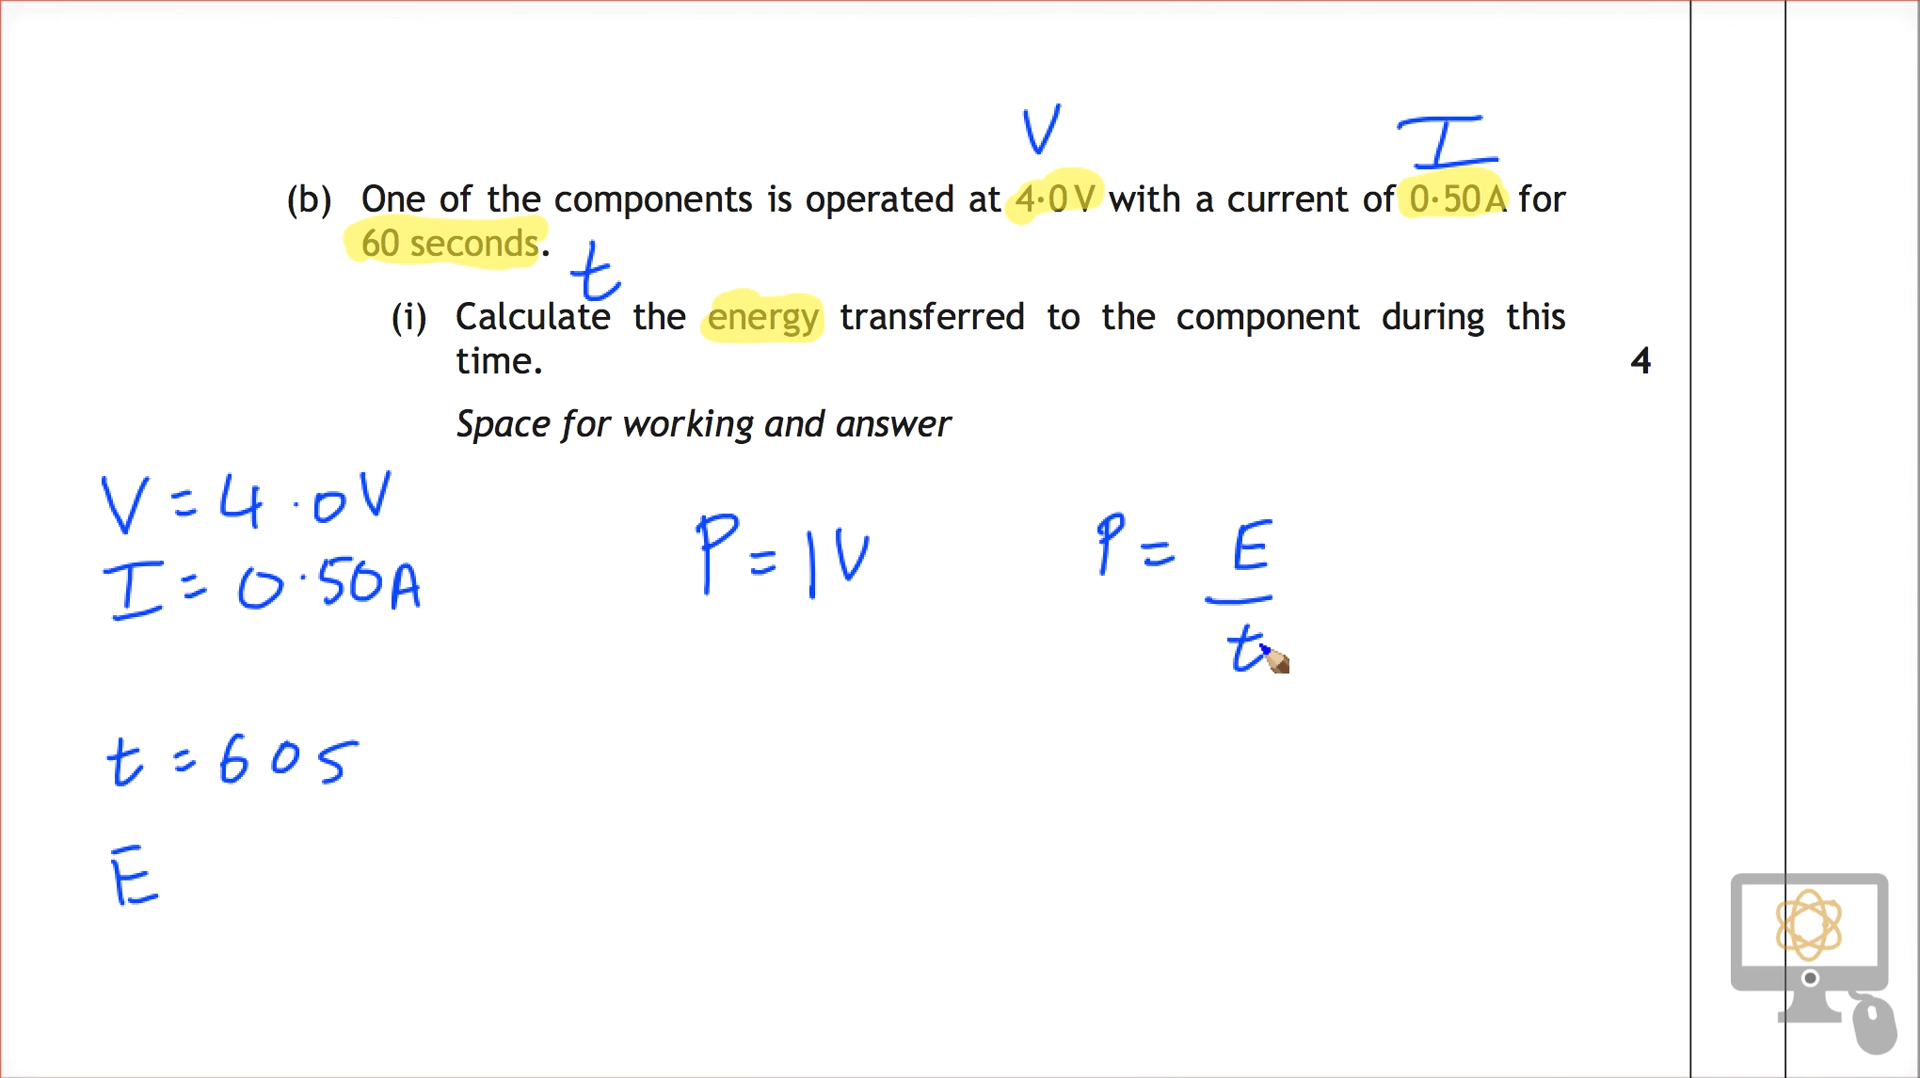 V
I
(b) One of the components is operated at 4·0 V with a current of 0·50 A for
60 seconds.
t
(i) Calculate the energy transferred to the component during this
time.
4
Space for working and answer
V = 4.0V
I = 0.50A
t = 60s
E
P = IV
P = E
t